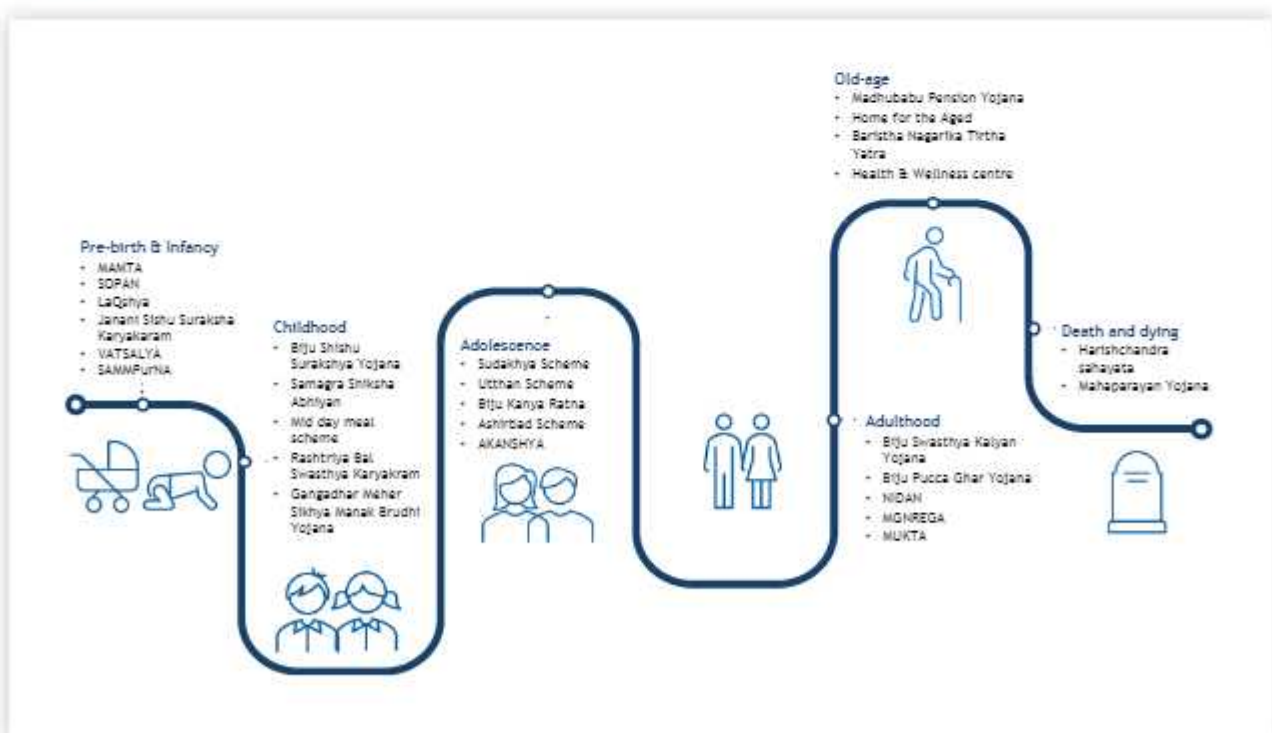 Pre-birth & Infancy
- MAMTA
- SOPAN
- LaQshya
- Janani Sishu Suraksha
Karyakaram
- VATSALYA
- SAMMPurNA
Childhood
- Biju Shishu
Surakshya Yojana
- Samagra Shiksha
Abhiyan
- Mid day meal
scheme
- Rashtriya Bal
Swasthya Karyakram
- Gangadhar Meher
Sikhya Manak Brudhi
Yojana
Adolescence
- Sudakhya Scheme
- Utthan Scheme
- Biju Kanya Ratna
- Ashirbad Scheme
- AKANSHYA
Adulthood
- Biju Swasthya Kalyan
Yojana
- Biju Pucca Ghar Yojana
- NIDAN
- MGNREGA
- MUKTA
Old-age
- Madhubabu Pension Yojana
- Home for the Aged
- Baristha Nagarika Tirtha
Yatra
- Health & Wellness centre
Death and dying
- Harishchandra
sahayata
- Mahaparayan Yojana